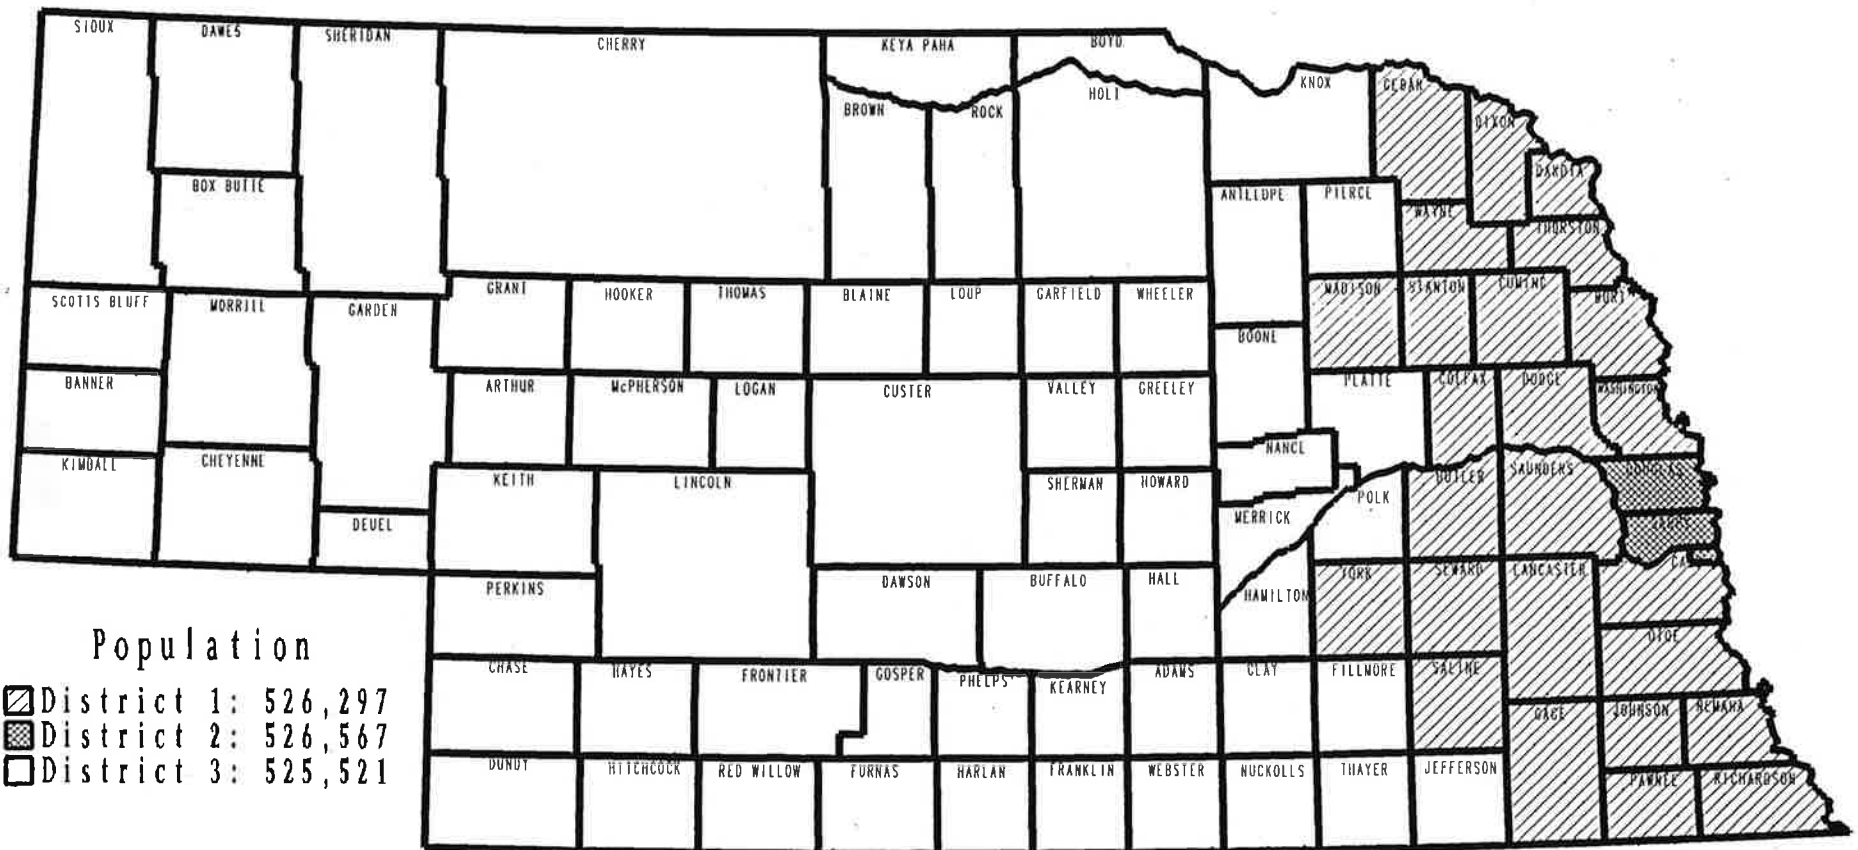 SIOUX
DAWES
SHERIDAN
CHERRY
KEYA PAHA
BOYD
KNOX
CEDAR
DIXON
DAKOTA
BROWN
ROCK
HOLT
BOX BUTTE
ANTELOPE
PIERCE
WAYNE
THURSTON
SCOTTS BLUFF
MORRILL
GARDEN
GRANT
HOOKER
THOMAS
BLAINE
LOUP
GARFIELD
WHEELER
MADISON
STANTON
CUMING
BURT
BOONE
BANNER
ARTHUR
McPHERSON
LOGAN
CUSTER
VALLEY
GREELEY
PLATTE
COLFAX
DODGE
WASHINGTON
KIMBALL
CHEYENNE
NANCE
KEITH
LINCOLN
SHERMAN
HOWARD
MERRICK
POLK
BUTLER
SAUNDERS
DOUGLAS
DEUEL
SARPY
PERKINS
DAWSON
BUFFALO
HALL
HAMILTON
YORK
SEWARD
LANCASTER
CA
OTOE
CHASE
HAYES
FRONTIER
GOSPER
PHELPS
KEARNEY
ADAMS
CLAY
FILLMORE
SALINE
GAGE
JOHNSON
NEMAHA
DUNDY
HITCHCOCK
RED WILLOW
FURNAS
HARLAN
FRANKLIN
WEBSTER
NUCKOLLS
THAYER
JEFFERSON
PAWNEE
RICHARDSON
Population
District 1: 526,297
District 2: 526,567
District 3: 525,521